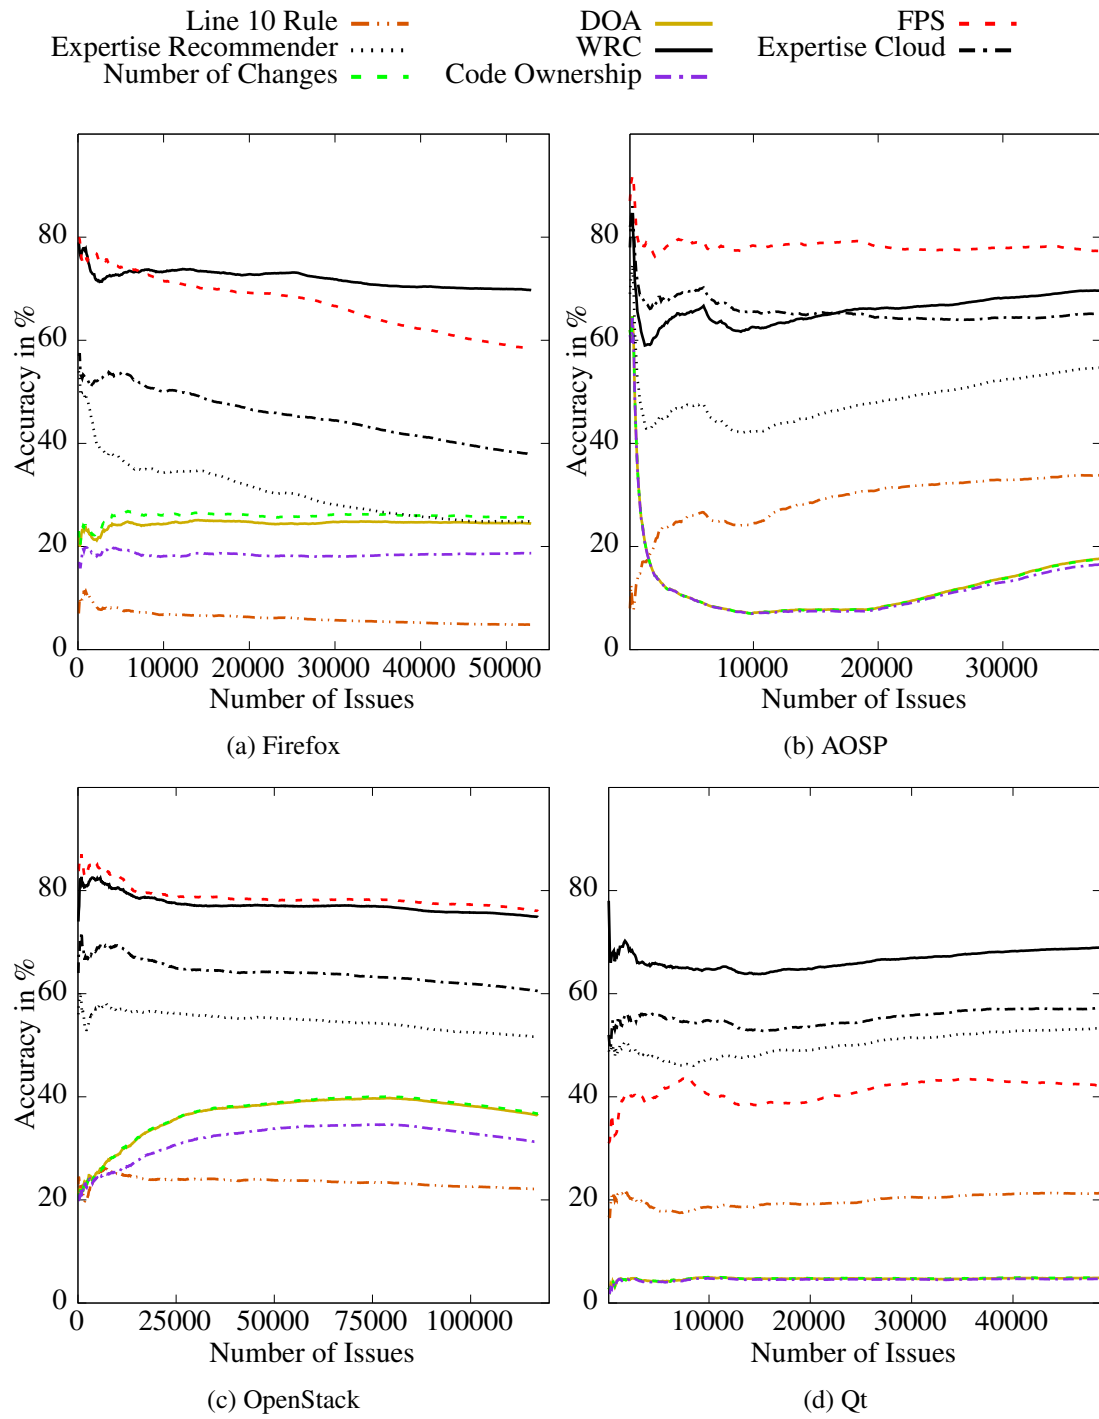 Line 10 Rule
DOA
FPS
Expertise Recommender
WRC
Expertise Cloud
Number of Changes
Code Ownership
Accuracy in %
80
60
40
20
0
0 10000 20000 30000 40000 50000
Number of Issues
(a) Firefox
Accuracy in %
80
60
40
20
0
10000 20000 30000
Number of Issues
(b) AOSP
Accuracy in %
80
60
40
20
0
0 25000 50000 75000 100000
Number of Issues
(c) OpenStack
80
60
40
20
0
10000 20000 30000 40000
Number of Issues
(d) Qt